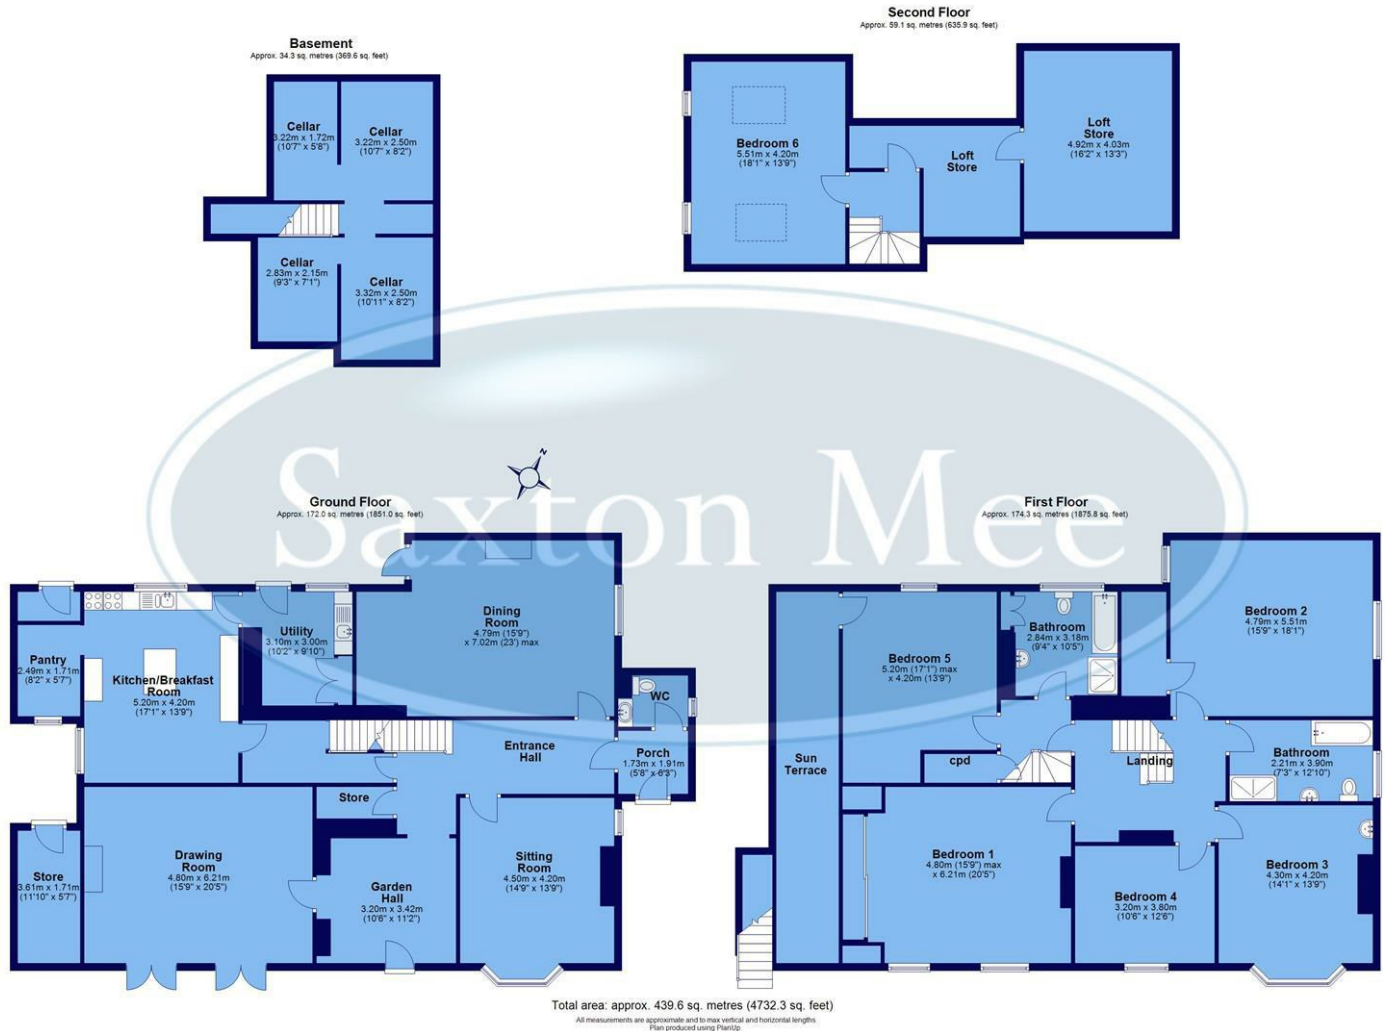 Second Floor
Approx. 59.1 sq. metres (635.9 sq. feet)
Basement
Approx. 34.3 sq. metres (369.6 sq. feet)
Cellar
3.22m x 1.72m
(10'7" x 5'8")
Cellar
3.22m x 2.50m
(10'7" x 8'2")
Cellar
2.83m x 2.15m
(9'3" x 7'1")
Cellar
3.32m x 2.50m
(10'11" x 8'2")
Bedroom 6
5.51m x 4.20m
(18'1" x 13'9")
Loft
Store
Loft
Store
4.92m x 4.03m
(16'2" x 13'3")
Saxton Mee
N
Ground Floor
Approx. 172.0 sq. metres (1851.0 sq. feet)
Pantry
2.49m x 1.71m
(8'2" x 5'7")
Kitchen/Breakfast
Room
5.20m x 4.20m
(17'1" x 13'9")
Utility
3.10m x 3.00m
(10'2" x 9'10")
Dining
Room
4.79m (15'9")
x 7.02m (23') max
WC
Entrance
Hall
Porch
1.73m x 1.91m
(5'8" x 6'3")
Store
Store
3.61m x 1.71m
(11'10" x 5'7")
Drawing
Room
4.80m x 6.21m
(15'9" x 20'5")
Garden
Hall
3.20m x 3.42m
(10'6" x 11'2")
Sitting
Room
4.50m x 4.20m
(14'9" x 13'9")
First Floor
Approx. 174.3 sq. metres (1875.8 sq. feet)
Bedroom 5
5.20m (17'1") max
x 4.20m (13'9")
Bathroom
2.84m x 3.18m
(9'4" x 10'5")
Bedroom 2
4.79m x 5.51m
(15'9" x 18'1")
Sun
Terrace
cpd
Landing
Bathroom
2.21m x 3.90m
(7'3" x 12'10")
Bedroom 1
4.80m (15'9") max
x 6.21m (20'5")
Bedroom 4
3.20m x 3.80m
(10'6" x 12'6")
Bedroom 3
4.30m x 4.20m
(14'1" x 13'9")
Total area: approx. 439.6 sq. metres (4732.3 sq. feet)
All measurements are approximate and to max vertical and horizontal lengths
Plan produced using PlanUp.